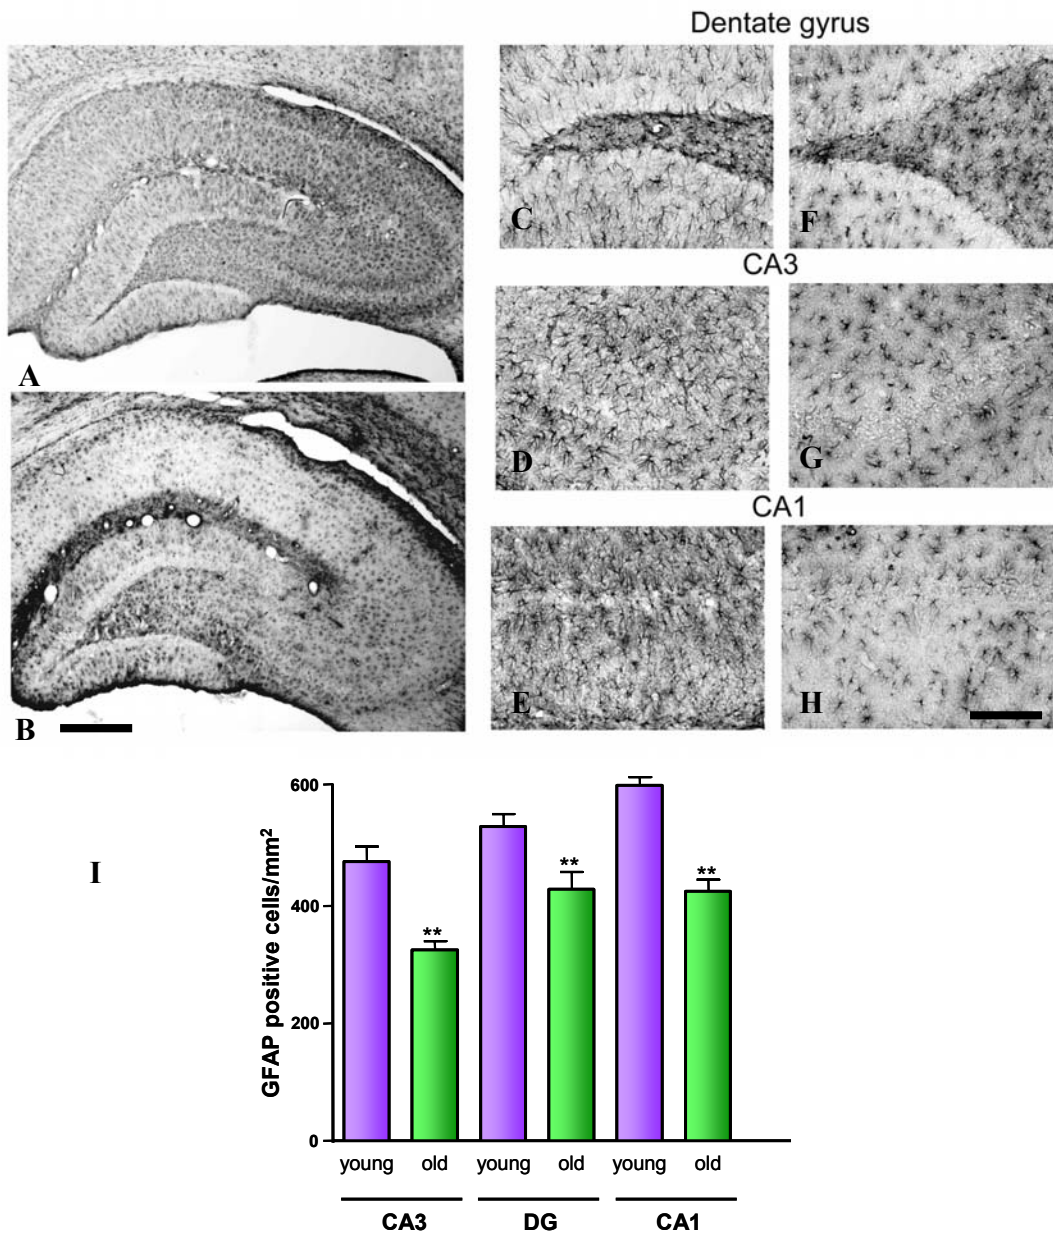 Dentate gyrus
C
F
CA3
A
D
G
CA1
E
H
B
I
GFAP positive cells/mm²
600
400
200
0
**
**
**
young old young old young old
CA3 DG CA1